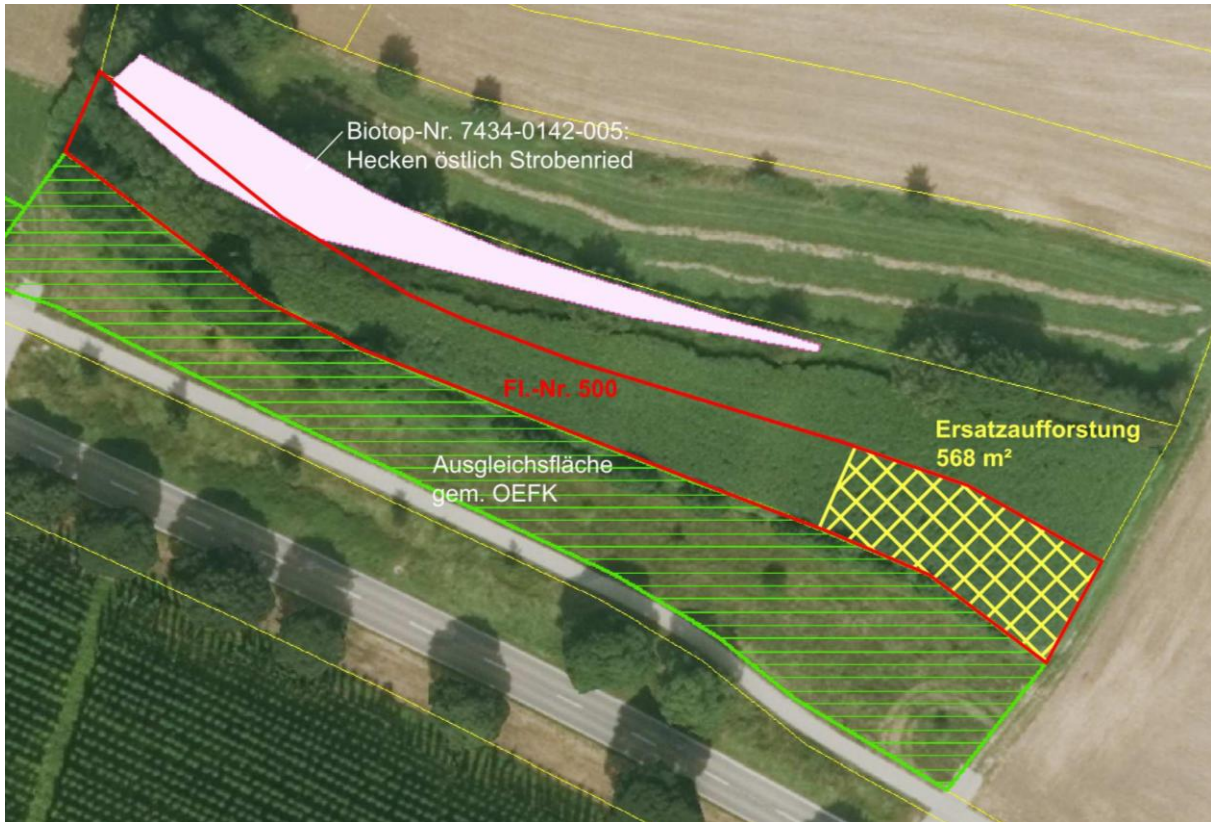 Biotop-Nr. 7434-0142-005:
Hecken östlich Strobenried
Fl.-Nr. 500
Ersatzaufforstung
568 m²
Ausgleichsfläche
gem. OEFK